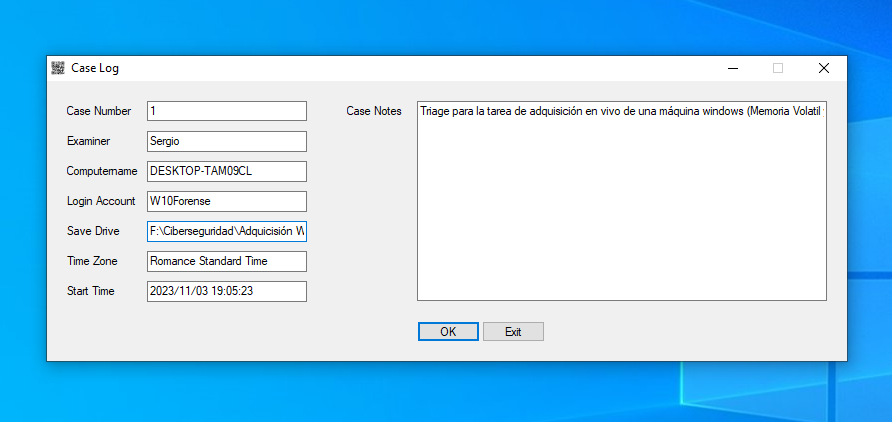 Case Log
Case Number 1
Examiner Sergio
Computername DESKTOP-TAM09CL
Login Account W10Forense
Save Drive F:\Ciberseguridad\Adquicisión W
Time Zone Romance Standard Time
Start Time 2023/11/03 19:05:23
Case Notes Triage para la tarea de adquisición en vivo de una máquina windows (Memoria Volatil
OK Exit